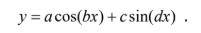 y = a cos(bx) + c sin(dx) .